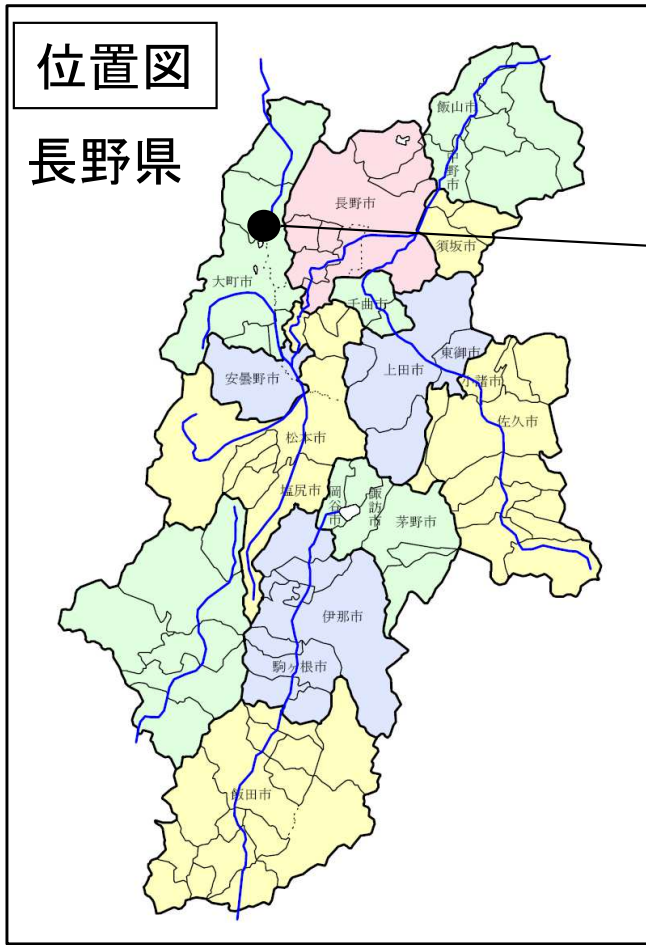 位置図
長野県
飯山市
中野市
長野市
須坂市
大町市
千曲市
東御市
上田市
小諸市
安曇野市
佐久市
松本市
塩尻市
岡谷市
諏訪市
茅野市
伊那市
駒ヶ根市
飯田市